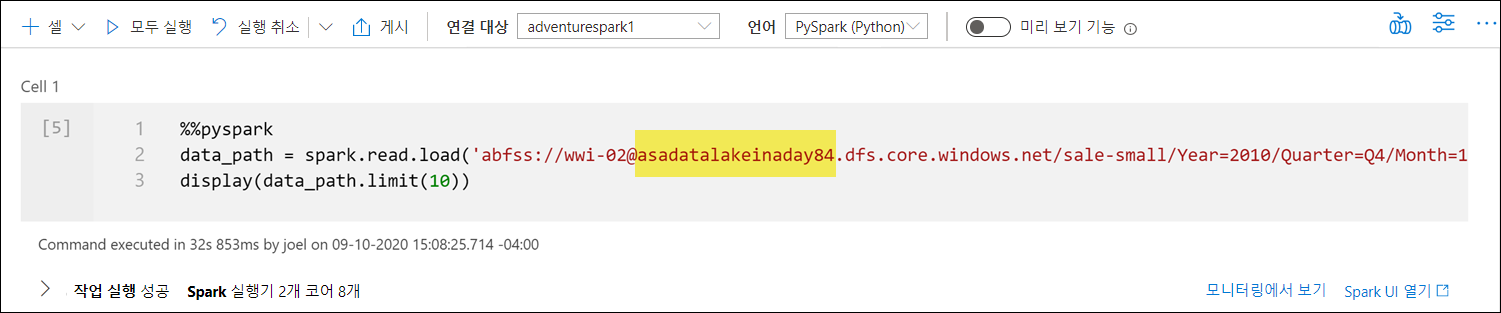 셀 모두 실행 실행 취소 게시 연결 대상 adventurespark1 언어 PySpark (Python) 미리 보기 기능
Cell 1
[5] 1 %%pyspark
2 data_path = spark.read.load('abfss://wwi-02@asadatalakeinaday84.dfs.core.windows.net/sale-small/Year=2010/Quarter=Q4/Month=1
3 display(data_path.limit(10))
Command executed in 32s 853ms by joel on 09-10-2020 15:08:25.714 -04:00
작업 실행 성공 Spark 실행기 2개 코어 8개 모니터링에서 보기 Spark UI 열기